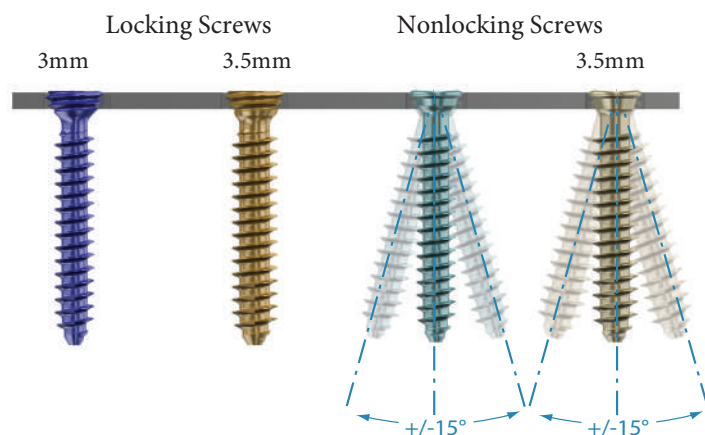 Locking Screws
Nonlocking Screws
3mm
3.5mm
3.5mm
+/-15°
+/-15°